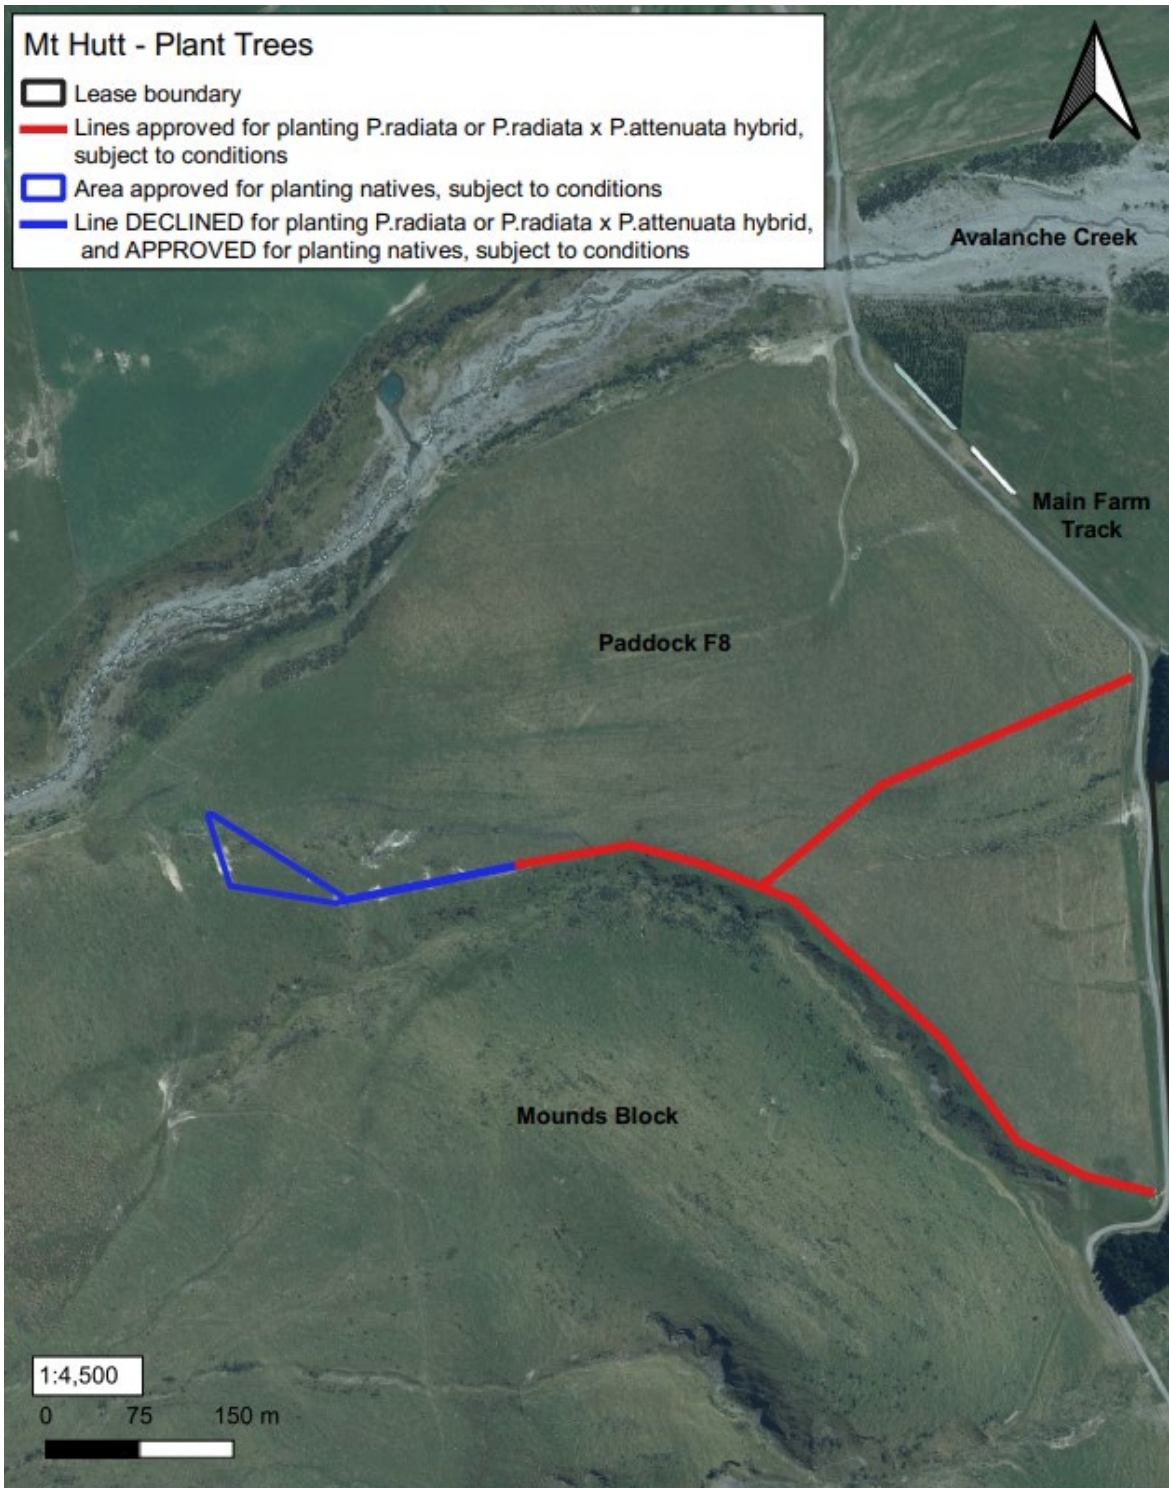 Mt Hutt - Plant Trees
Lease boundary
Lines approved for planting P.radiata or P.radiata x P.attenuata hybrid,
subject to conditions
Area approved for planting natives, subject to conditions
Line DECLINED for planting P.radiata or P.radiata x P.attenuata hybrid,
and APPROVED for planting natives, subject to conditions
Avalanche Creek
Main Farm
Track
Paddock F8
Mounds Block
1:4,500
0 75 150 m